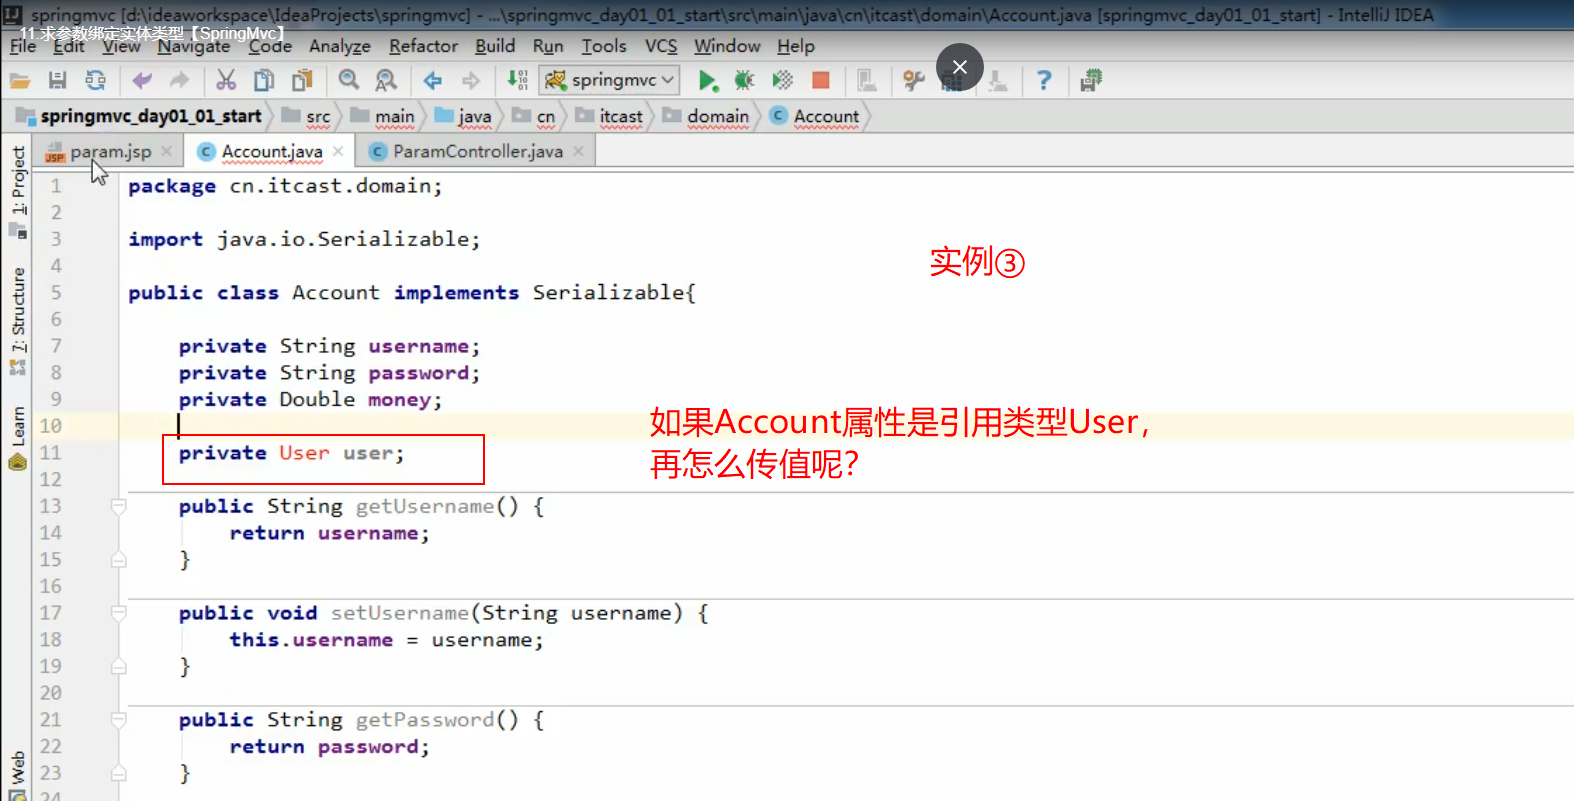 springmvc [d:\ideaworkspace\IdeaProjects\springmvc] - ...\springmvc_day01_01_start\src\main\java\cn\itcast\domain\Account.java [springmvc_day01_01_start] - IntelliJ IDEA
11.求参数绑定实体类型【SpringMvc】
File Edit View Navigate Code Analyze Refactor Build Run Tools VCS Window Help
springmvc
springmvc_day01_01_start src main java cn itcast domain Account
param.jsp Account.java ParamController.java
1: Project
7: Structure
Learn
Web
1 package cn.itcast.domain;
2
3 import java.io.Serializable;
4
5 public class Account implements Serializable{
6
7 private String username;
8 private String password;
9 private Double money;
10
11 private User user;
12
13 public String getUsername() {
14 return username;
15 }
16
17 public void setUsername(String username) {
18 this.username = username;
19 }
20
21 public String getPassword() {
22 return password;
23 }
24
实例③
如果Account属性是引用类型User，
再怎么传值呢？